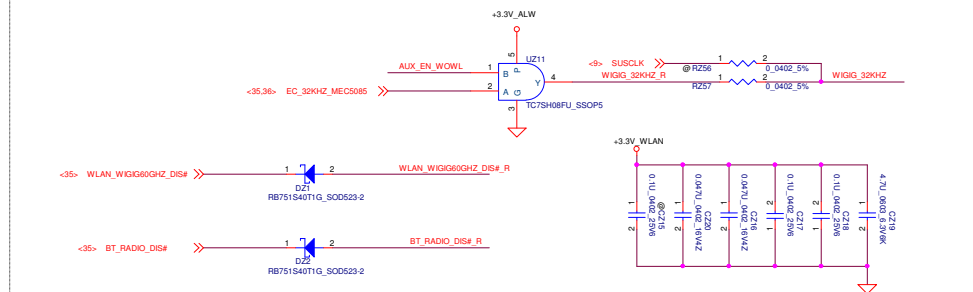 +3.3V_ALW
5
UZ11
AUX_EN_WOWL
1
B
P
<35,36> EC_32KHZ_MEC5085
2
A
G
Y
4
WIGIG_32KHZ_R
TC7SH08FU_SSOP5
3
<9> SUSCLK
1
2
@ RZ56
0_0402_5%
1
2
WIGIG_32KHZ
RZ57
0_0402_5%
<35> WLAN_WIGIG60GHZ_DIS#
1
2
WLAN_WIGIG60GHZ_DIS#_R
DZ1
RB751S40T1G_SOD523-2
<35> BT_RADIO_DIS#
1
2
BT_RADIO_DIS#_R
DZ2
RB751S40T1G_SOD523-2
+3.3V_WLAN
1
2
@CZ15
0.1U_0402_25V6
1
2
CZ20
0.047U_0402_16V4Z
1
2
CZ16
0.047U_0402_16V4Z
2
1
CZ17
0.1U_0402_25V6
2
1
CZ18
0.1U_0402_25V6
1
2
CZ19
4.7U_0603_6.3V6K